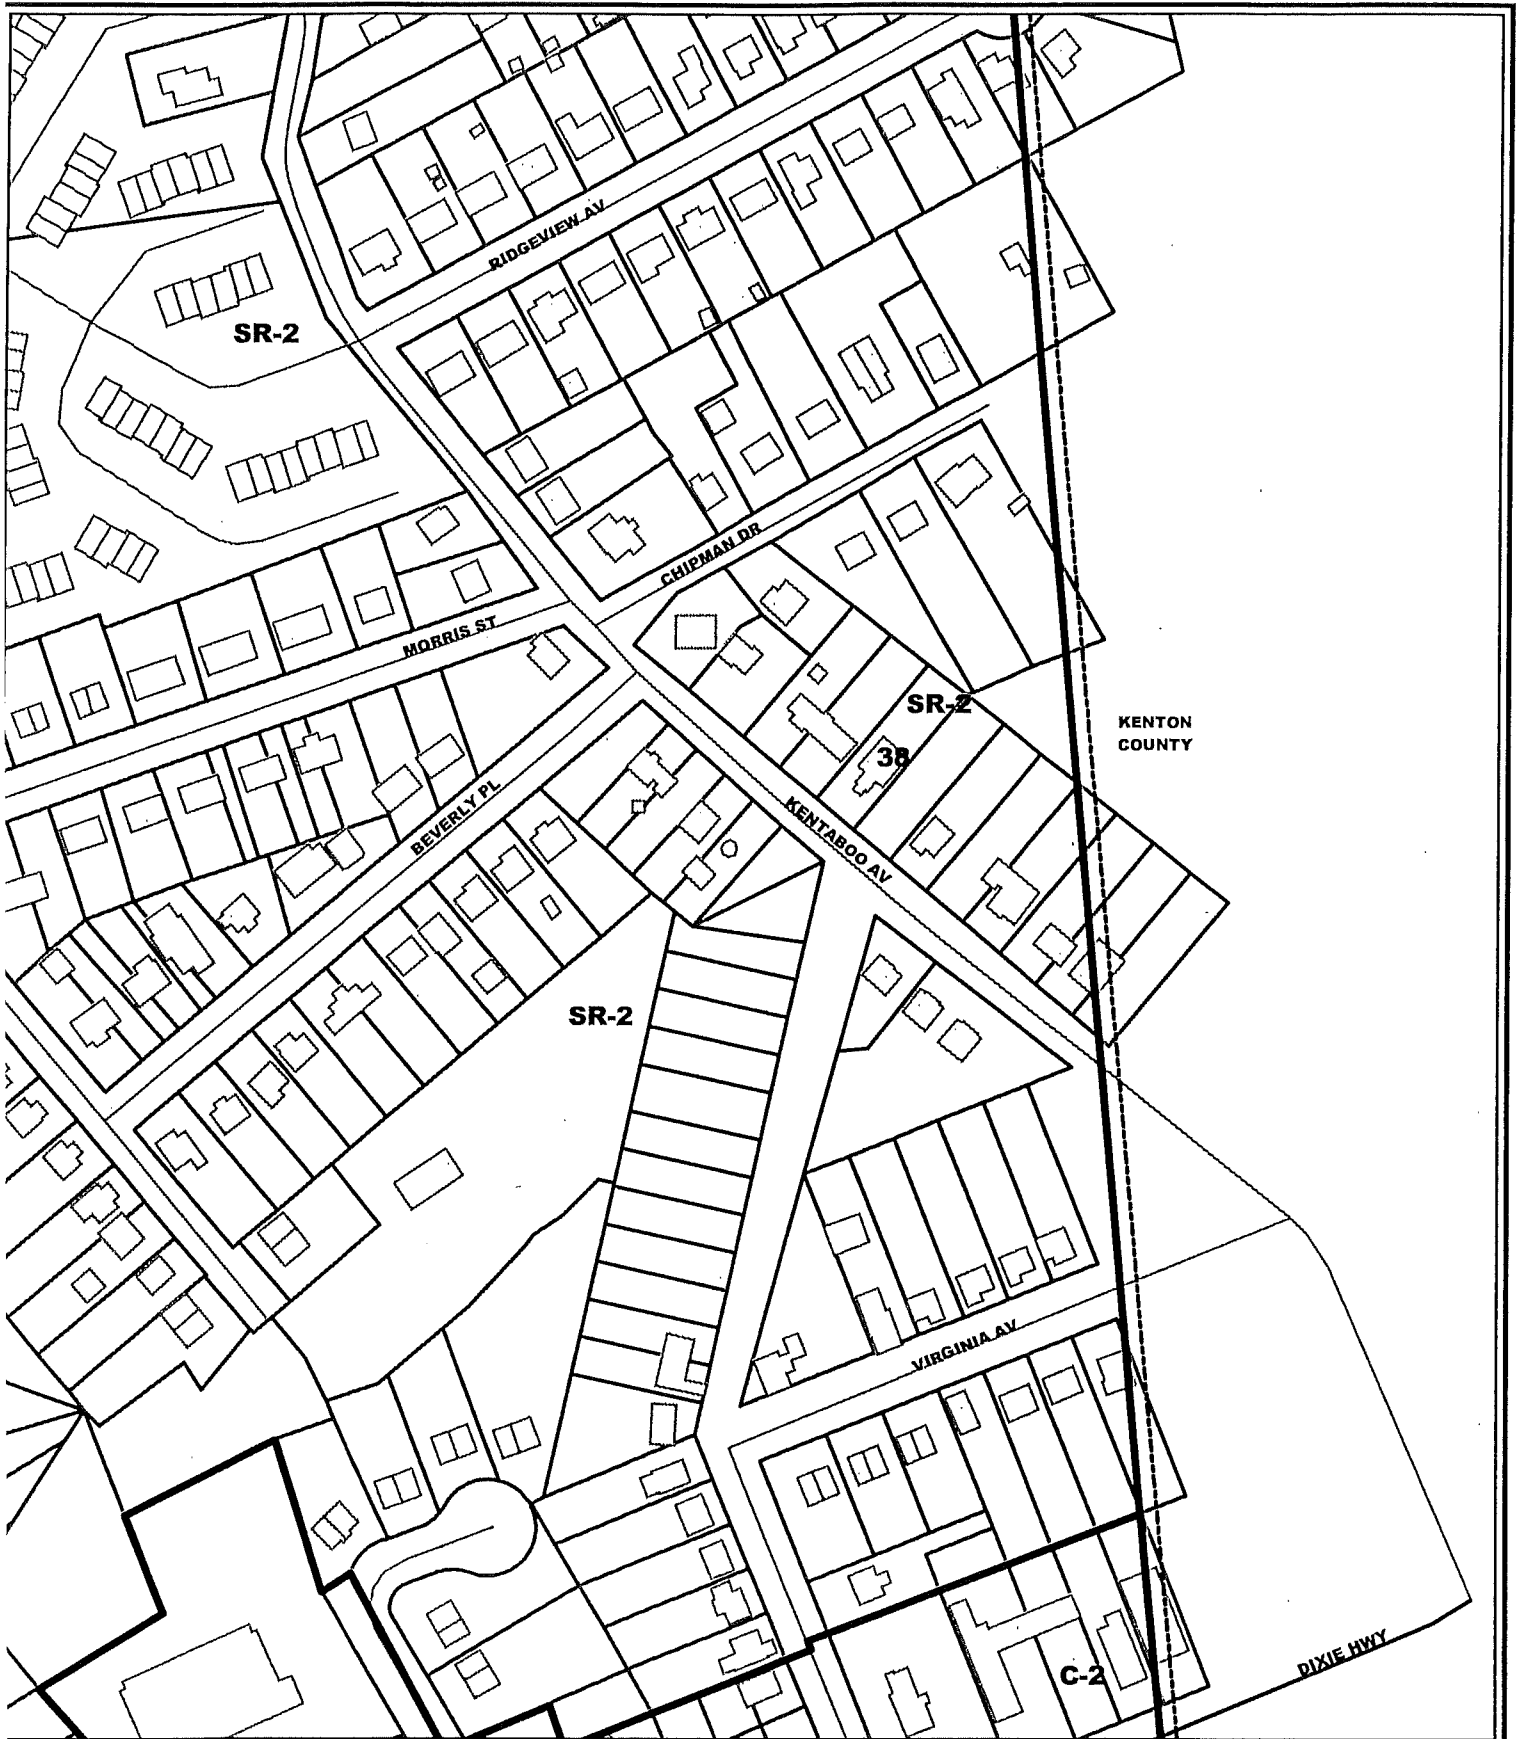 RIDGEVIEW AV
SR-2
CHIPMAN DR
MORRIS ST
SR-2
KENTON
COUNTY
38
BEVERLY PL
KENTABOO AV
SR-2
VIRGINIA AV
DIXIE HWY
C-2